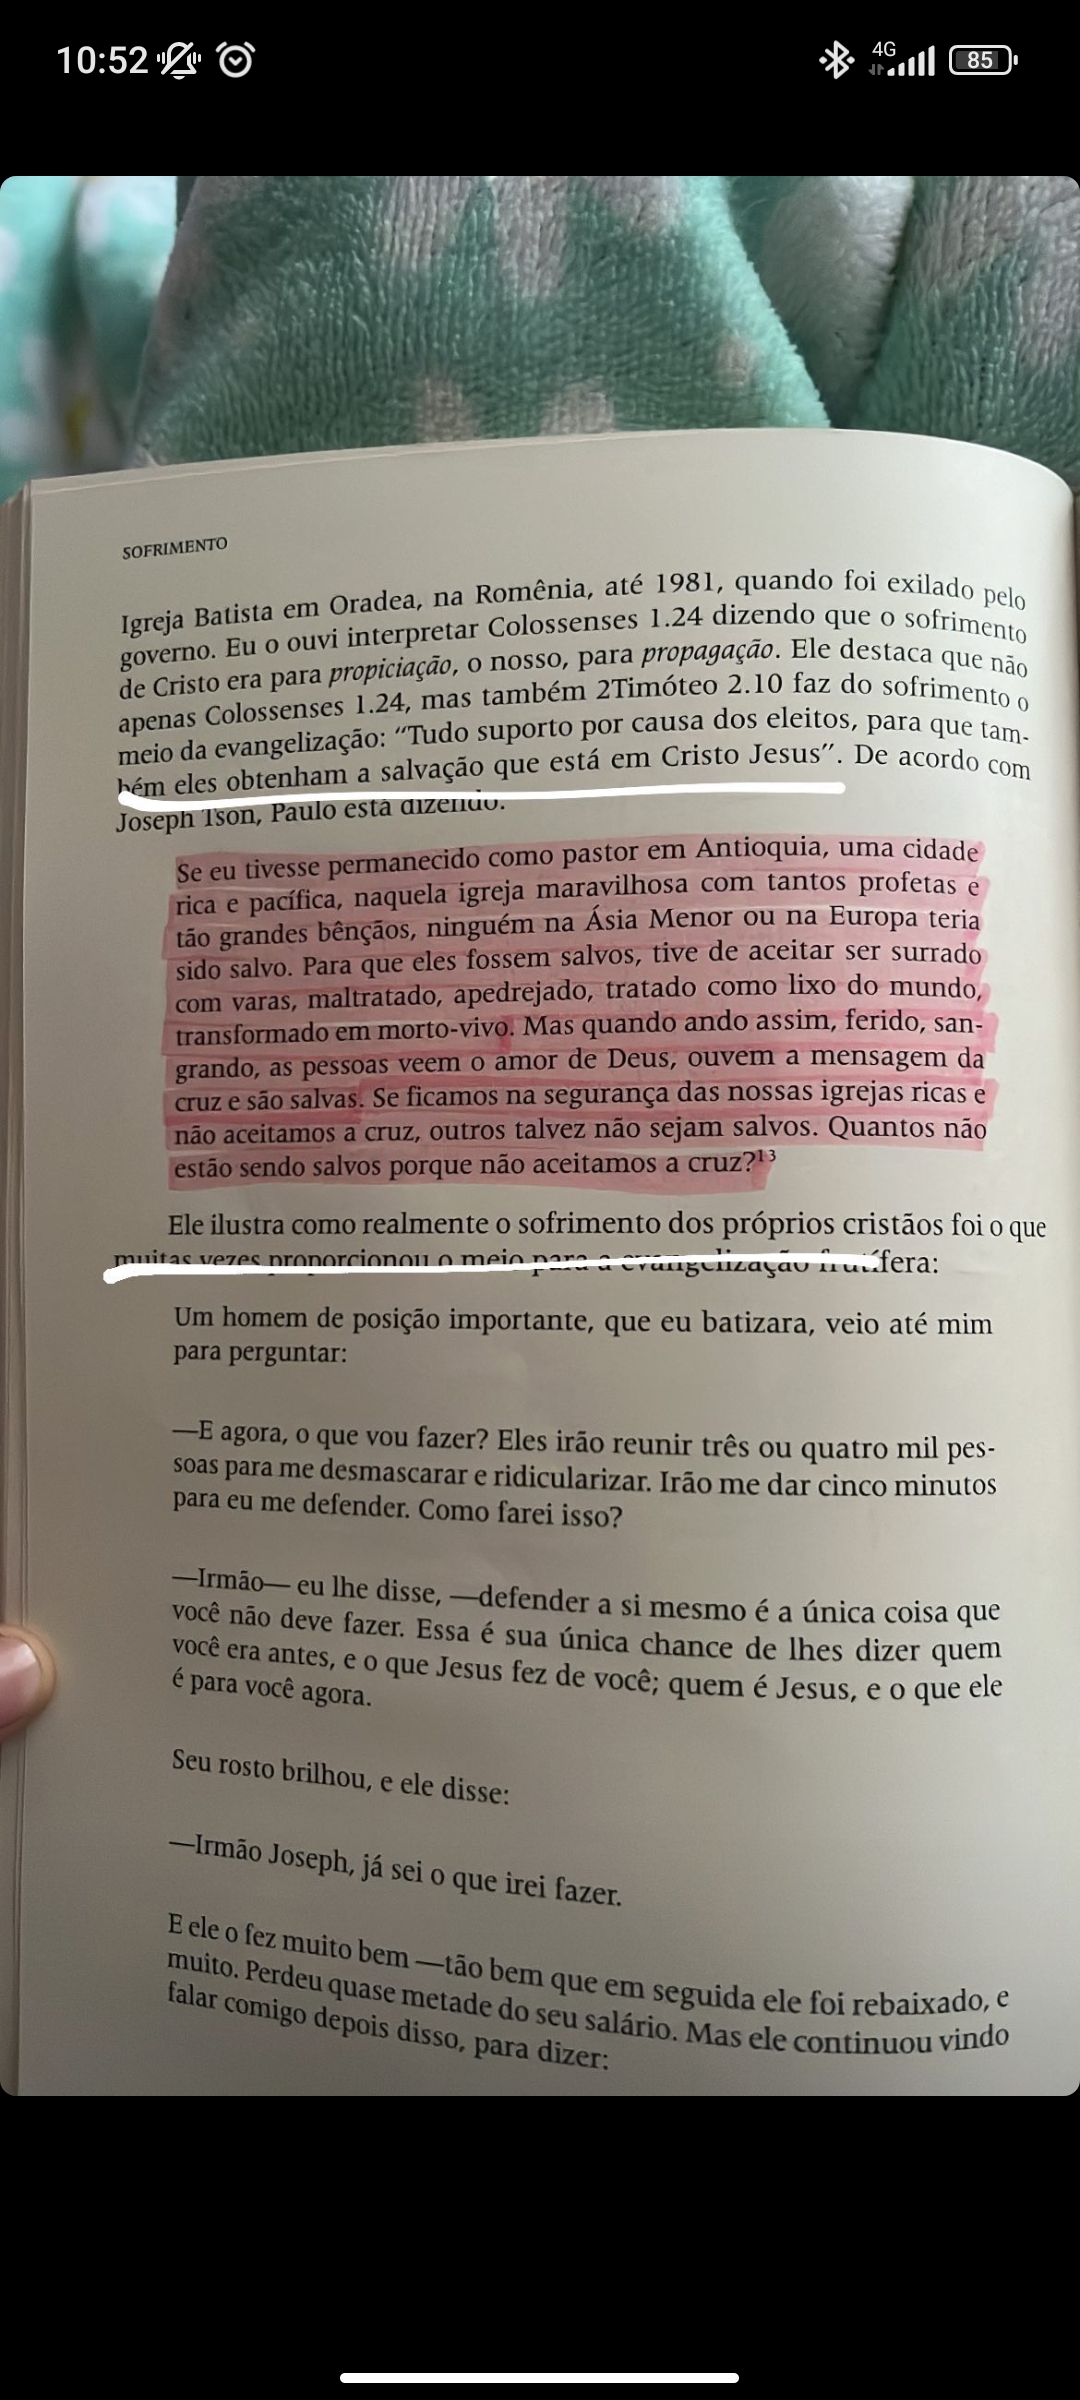 10:52
4G
85
SOFRIMENTO
Igreja Batista em Oradea, na Romênia, até 1981, quando foi exilado pelo
governo. Eu o ouvi interpretar Colossenses 1.24 dizendo que o sofrimento
de Cristo era para propiciação, o nosso, para propagação. Ele destaca que não
apenas Colossenses 1.24, mas também 2Timóteo 2.10 faz do sofrimento o
meio da evangelização: “Tudo suporto por causa dos eleitos, para que tam-
bém eles obtenham a salvação que está em Cristo Jesus”. De acordo com
Joseph Tson, Paulo está dizendo:
Se eu tivesse permanecido como pastor em Antioquia, uma cidade
rica e pacífica, naquela igreja maravilhosa com tantos profetas e
tão grandes bênçãos, ninguém na Ásia Menor ou na Europa teria
sido salvo. Para que eles fossem salvos, tive de aceitar ser surrado
com varas, maltratado, apedrejado, tratado como lixo do mundo,
transformado em morto-vivo. Mas quando ando assim, ferido, san-
grando, as pessoas veem o amor de Deus, ouvem a mensagem da
cruz e são salvas. Se ficamos na segurança das nossas igrejas ricas e
não aceitamos a cruz, outros talvez não sejam salvos. Quantos não
estão sendo salvos porque não aceitamos a cruz?¹³
Ele ilustra como realmente o sofrimento dos próprios cristãos foi o que
muitas vezes proporcionou o meio para a evangelização frutífera:
Um homem de posição importante, que eu batizara, veio até mim
para perguntar:
—E agora, o que vou fazer? Eles irão reunir três ou quatro mil pes-
soas para me desmascarar e ridicularizar. Irão me dar cinco minutos
para eu me defender. Como farei isso?
—Irmão— eu lhe disse, —defender a si mesmo é a única coisa que
você não deve fazer. Essa é sua única chance de lhes dizer quem
você era antes, e o que Jesus fez de você; quem é Jesus, e o que ele
é para você agora.
Seu rosto brilhou, e ele disse:
—Irmão Joseph, já sei o que irei fazer.
E ele o fez muito bem —tão bem que em seguida ele foi rebaixado, e
muito. Perdeu quase metade do seu salário. Mas ele continuou vindo
falar comigo depois disso, para dizer: